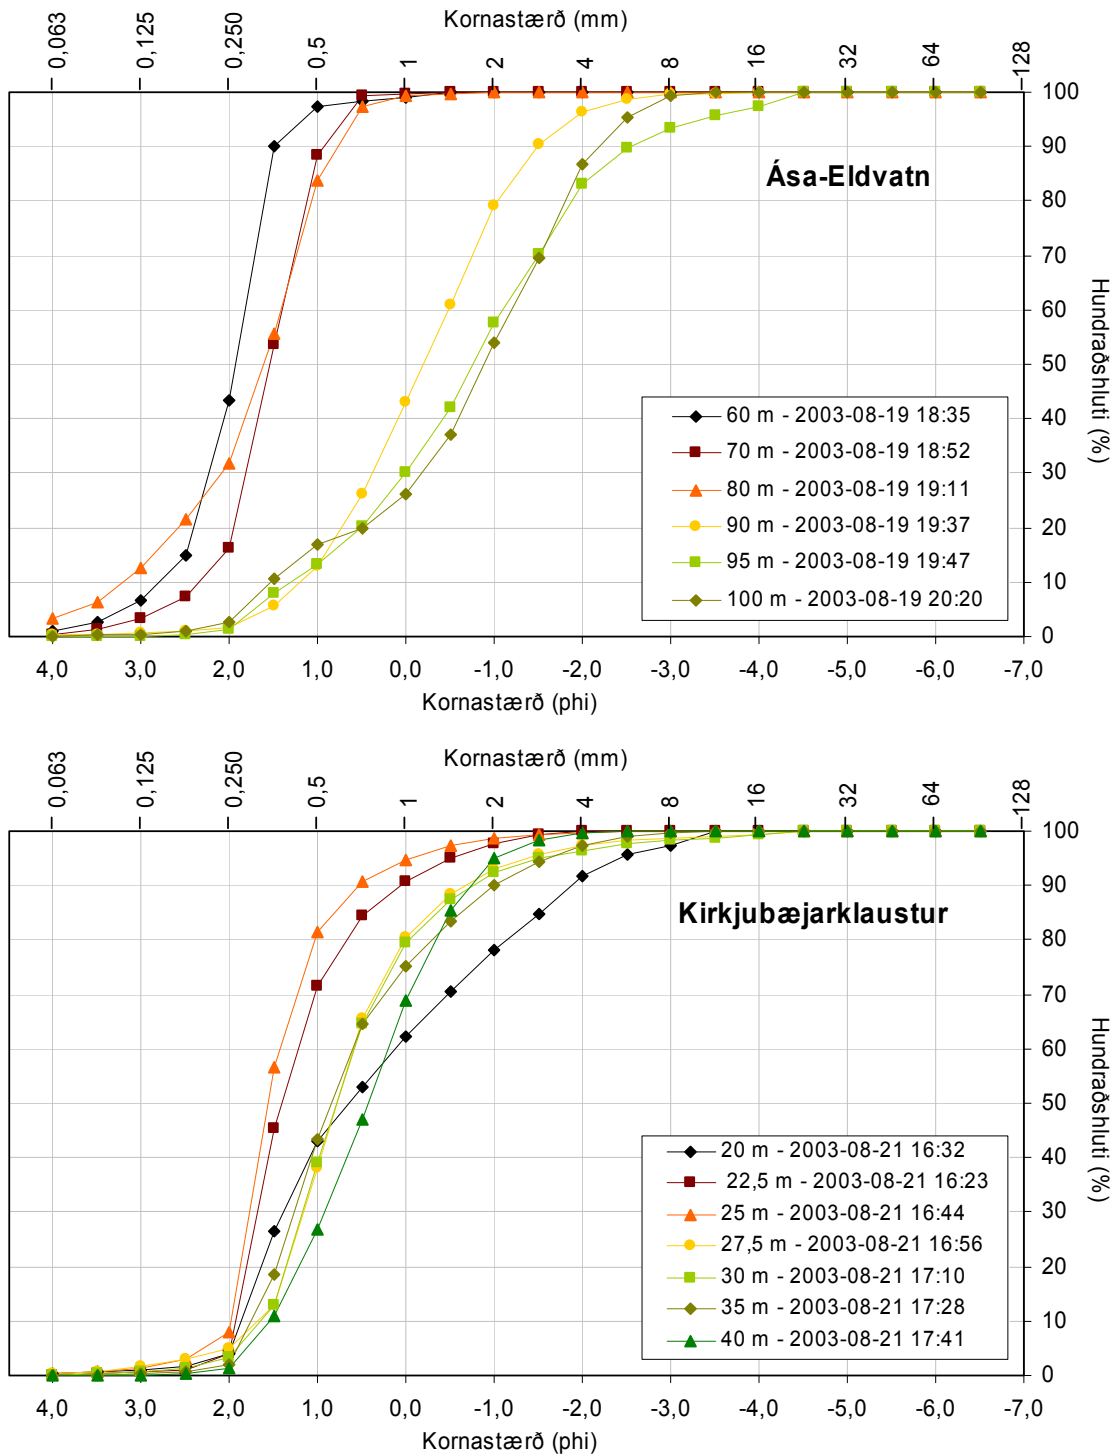 Kornastærð (mm)
0,063 0,125 0,250 0,5 1 2 4 8 16 32 64 128
100
90
80
70
60
50
40
30
20
10
0
Hundraðshluti (%)
Ása-Eldvatn
60 m - 2003-08-19 18:35
70 m - 2003-08-19 18:52
80 m - 2003-08-19 19:11
90 m - 2003-08-19 19:37
95 m - 2003-08-19 19:47
100 m - 2003-08-19 20:20
4,0 3,0 2,0 1,0 0,0 -1,0 -2,0 -3,0 -4,0 -5,0 -6,0 -7,0
Kornastærð (phi)
Kornastærð (mm)
0,063 0,125 0,250 0,5 1 2 4 8 16 32 64 128
100
90
80
70
60
50
40
30
20
10
0
Hundraðshluti (%)
Kirkjubæjarklaustur
20 m - 2003-08-21 16:32
22,5 m - 2003-08-21 16:23
25 m - 2003-08-21 16:44
27,5 m - 2003-08-21 16:56
30 m - 2003-08-21 17:10
35 m - 2003-08-21 17:28
40 m - 2003-08-21 17:41
4,0 3,0 2,0 1,0 0,0 -1,0 -2,0 -3,0 -4,0 -5,0 -6,0 -7,0
Kornastærð (phi)